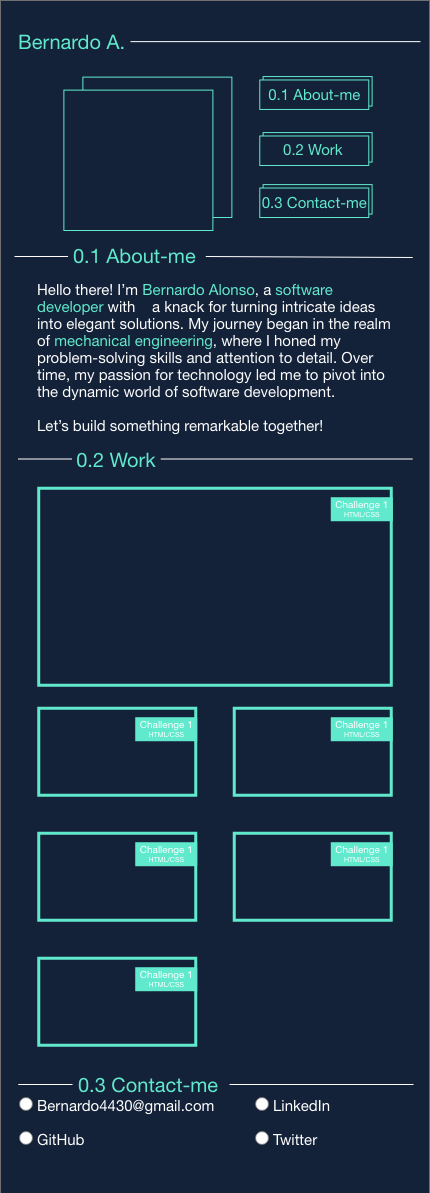 Bernardo A.
0.1 About-me
0.2 Work
0.3 Contact-me
0.1 About-me
Hello there! I’m Bernardo Alonso, a software
developer with a knack for turning intricate ideas
into elegant solutions. My journey began in the realm
of mechanical engineering, where I honed my
problem-solving skills and attention to detail. Over
time, my passion for technology led me to pivot into
the dynamic world of software development.
Let’s build something remarkable together!
0.2 Work
Challenge 1
HTML/CSS
Challenge 1
HTML/CSS
Challenge 1
HTML/CSS
Challenge 1
HTML/CSS
Challenge 1
HTML/CSS
Challenge 1
HTML/CSS
0.3 Contact-me
Bernardo4430@gmail.com
LinkedIn
GitHub
Twitter